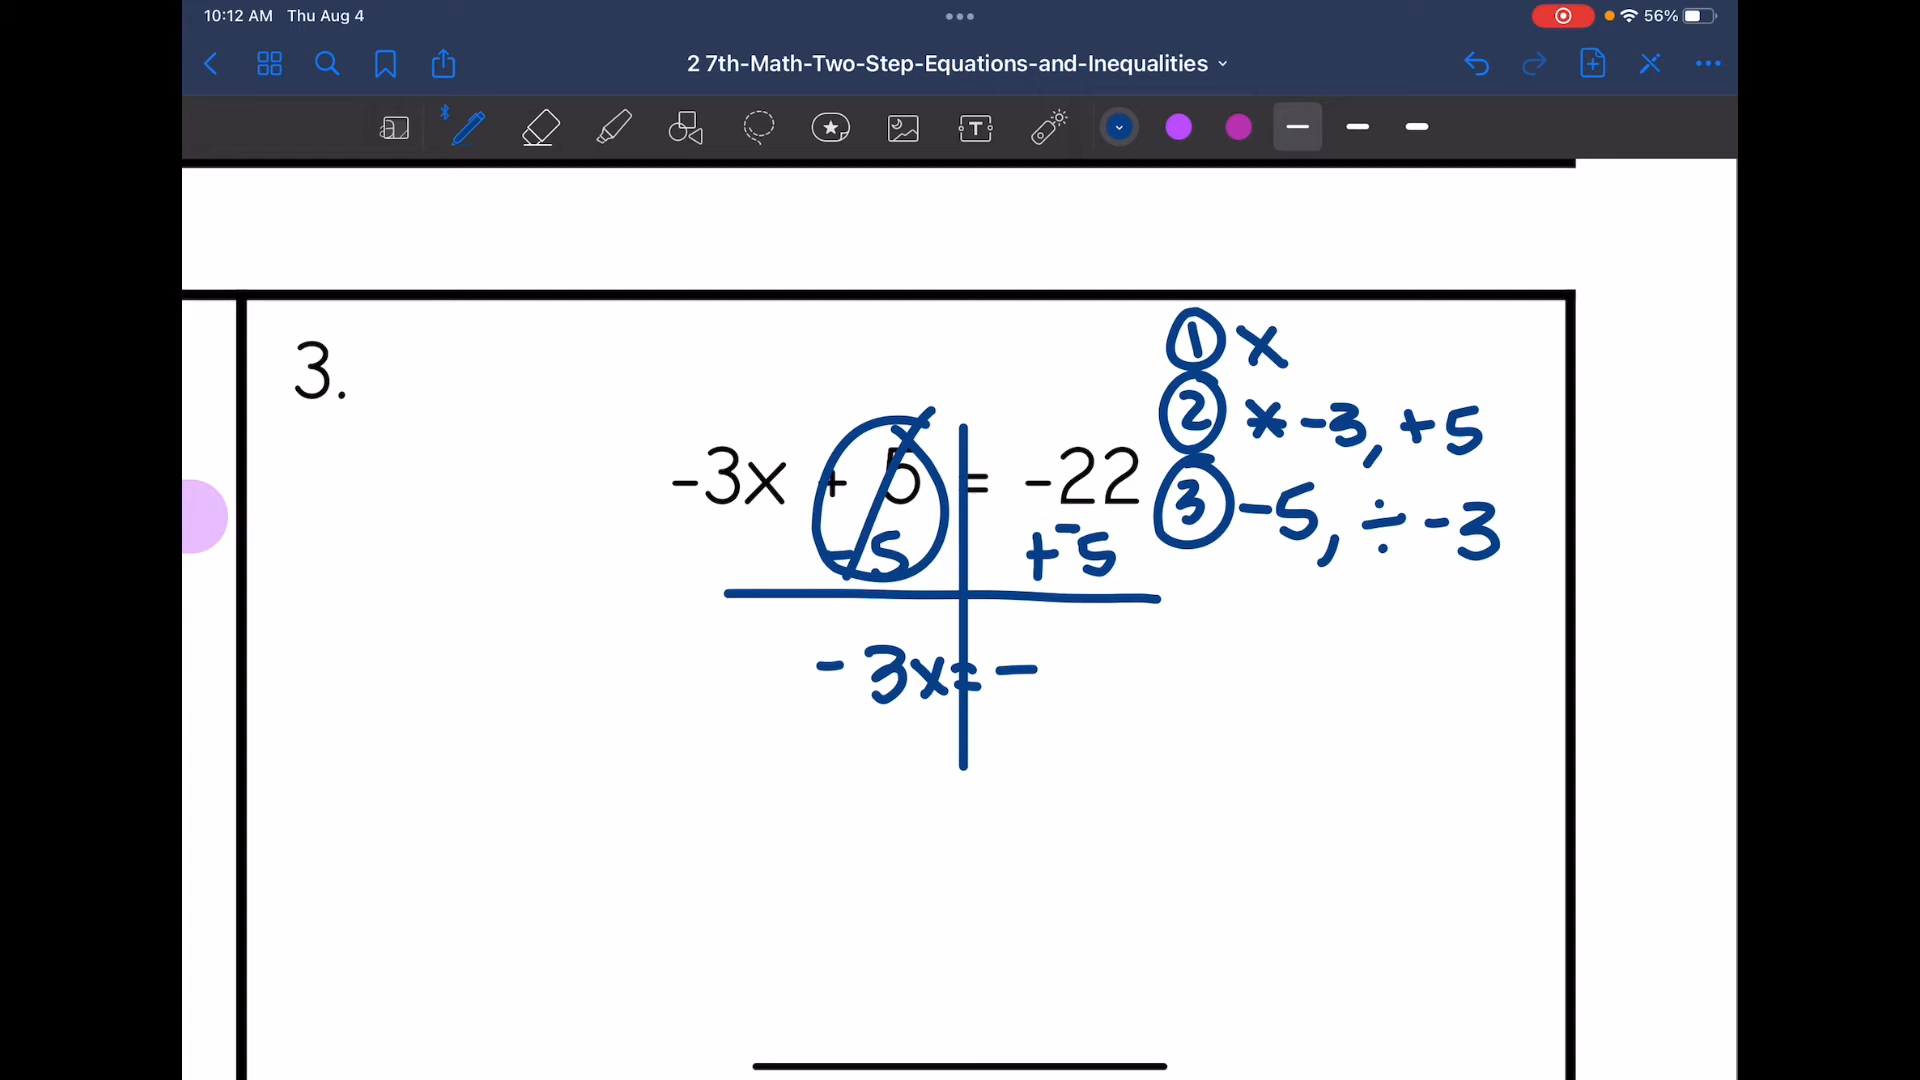 10:12 AM Thu Aug 4
56%
2 7th-Math-Two-Step-Equations-and-Inequalities
T
3.
① x
② * -3, +5
-3x + 5 = -22
③ -5, ÷ -3
-5 + -5
-3x = -